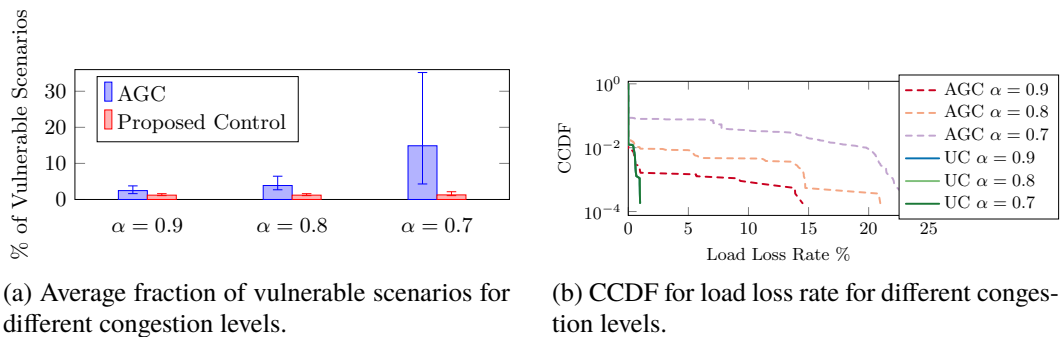 % of Vulnerable Scenarios
30
20
10
0
AGC
Proposed Control
α = 0.9
α = 0.8
α = 0.7
(a) Average fraction of vulnerable scenarios for
different congestion levels.
CCDF
10⁰
10⁻²
10⁻⁴
0
5
10
15
20
25
Load Loss Rate %
AGC α = 0.9
AGC α = 0.8
AGC α = 0.7
UC α = 0.9
UC α = 0.8
UC α = 0.7
(b) CCDF for load loss rate for different conges-
tion levels.